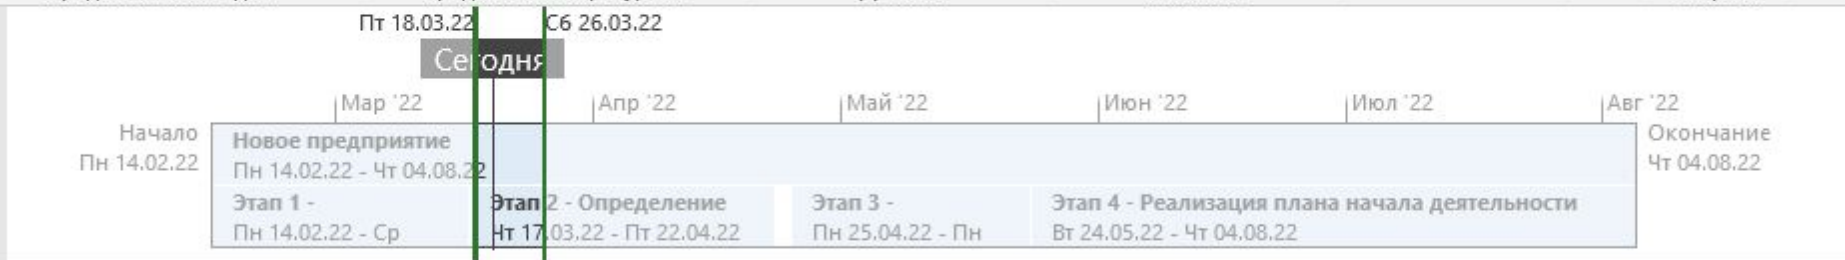 Пт 18.03.22 Сб 26.03.22
Сегодня
Мар '22 Апр '22 Май '22 Июн '22 Июл '22 Авг '22
Начало
Пн 14.02.22
Новое предприятие
Пн 14.02.22 - Чт 04.08.22
Окончание
Чт 04.08.22
Этап 1 -
Пн 14.02.22 - Ср
Этап 2 - Определение
Чт 17.03.22 - Пт 22.04.22
Этап 3 -
Пн 25.04.22 - Пн
Этап 4 - Реализация плана начала деятельности
Вт 24.05.22 - Чт 04.08.22